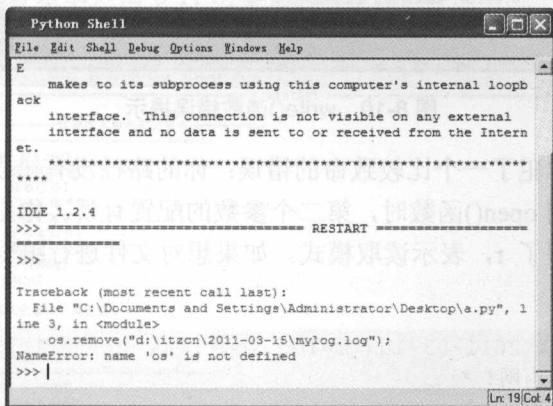 Python Shell
File Edit Shell Debug Options Windows Help
E
makes to its subprocess using this computer's internal loopb
ack
interface. This connection is not visible on any external
interface and no data is sent to or received from the Intern
et.
****************************************************************
****
IDLE 1.2.4
>>> ================================ RESTART ================
================
>>>
Traceback (most recent call last):
File "C:\Documents and Settings\Administrator\Desktop\a.py", l
ine 3, in <module>
os.remove("d:\itzcn\2011-03-15\mylog.log");
NameError: name 'os' is not defined
>>>
Ln: 19 Col: 4